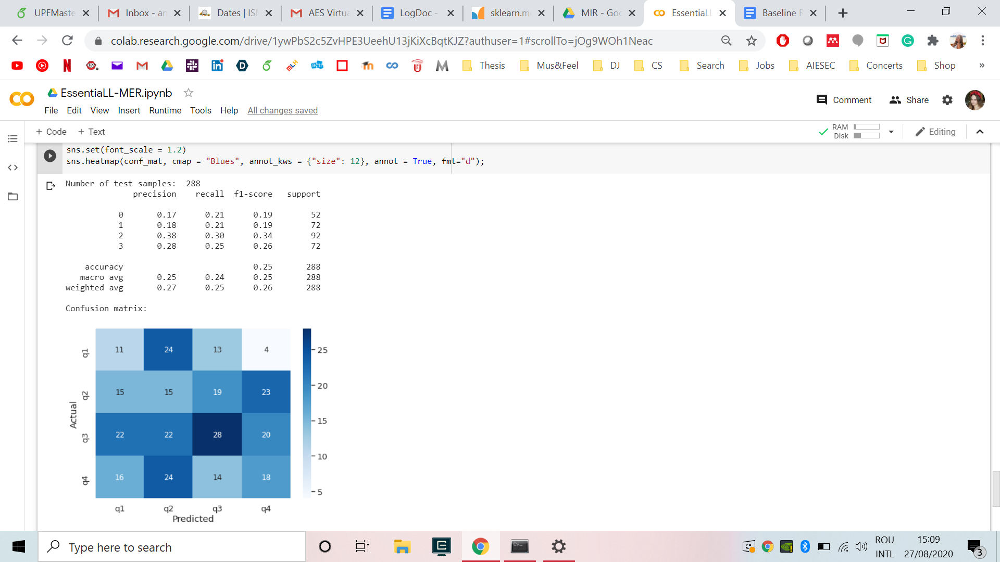 UPFMaste
Inbox - an
Dates | ISM
AES Virtua
LogDoc -
sklearn.me
MIR - Goo
EssentiaLL
Baseline R
colab.research.google.com/drive/1ywPbS2c5ZvHPE3UeehU13jKiXcBqtKJZ?authuser=1#scrollTo=jOg9WOh1Neac
Thesis
Mus&Feel
DJ
CS
Search
Jobs
AIESEC
Concerts
Shop
»
CO EssentiaLL-MER.ipynb
Comment
Share
File Edit View Insert Runtime Tools Help All changes saved
+ Code + Text
RAM
Disk
Editing
sns.set(font_scale = 1.2)
sns.heatmap(conf_mat, cmap = "Blues", annot_kws = {"size": 12}, annot = True, fmt="d");
Number of test samples: 288
precision recall f1-score support
0 0.17 0.21 0.19 52
1 0.18 0.21 0.19 72
2 0.38 0.30 0.34 92
3 0.28 0.25 0.26 72
accuracy 0.25 288
macro avg 0.25 0.24 0.25 288
weighted avg 0.27 0.25 0.26 288
Confusion matrix:
q1 11 24 13 4
q2 15 15 19 23
q3 22 22 28 20
q4 16 24 14 18
Actual
q1 q2 q3 q4
Predicted
25
20
15
10
5
Type here to search
ROU
INTL
15:09
27/08/2020
3